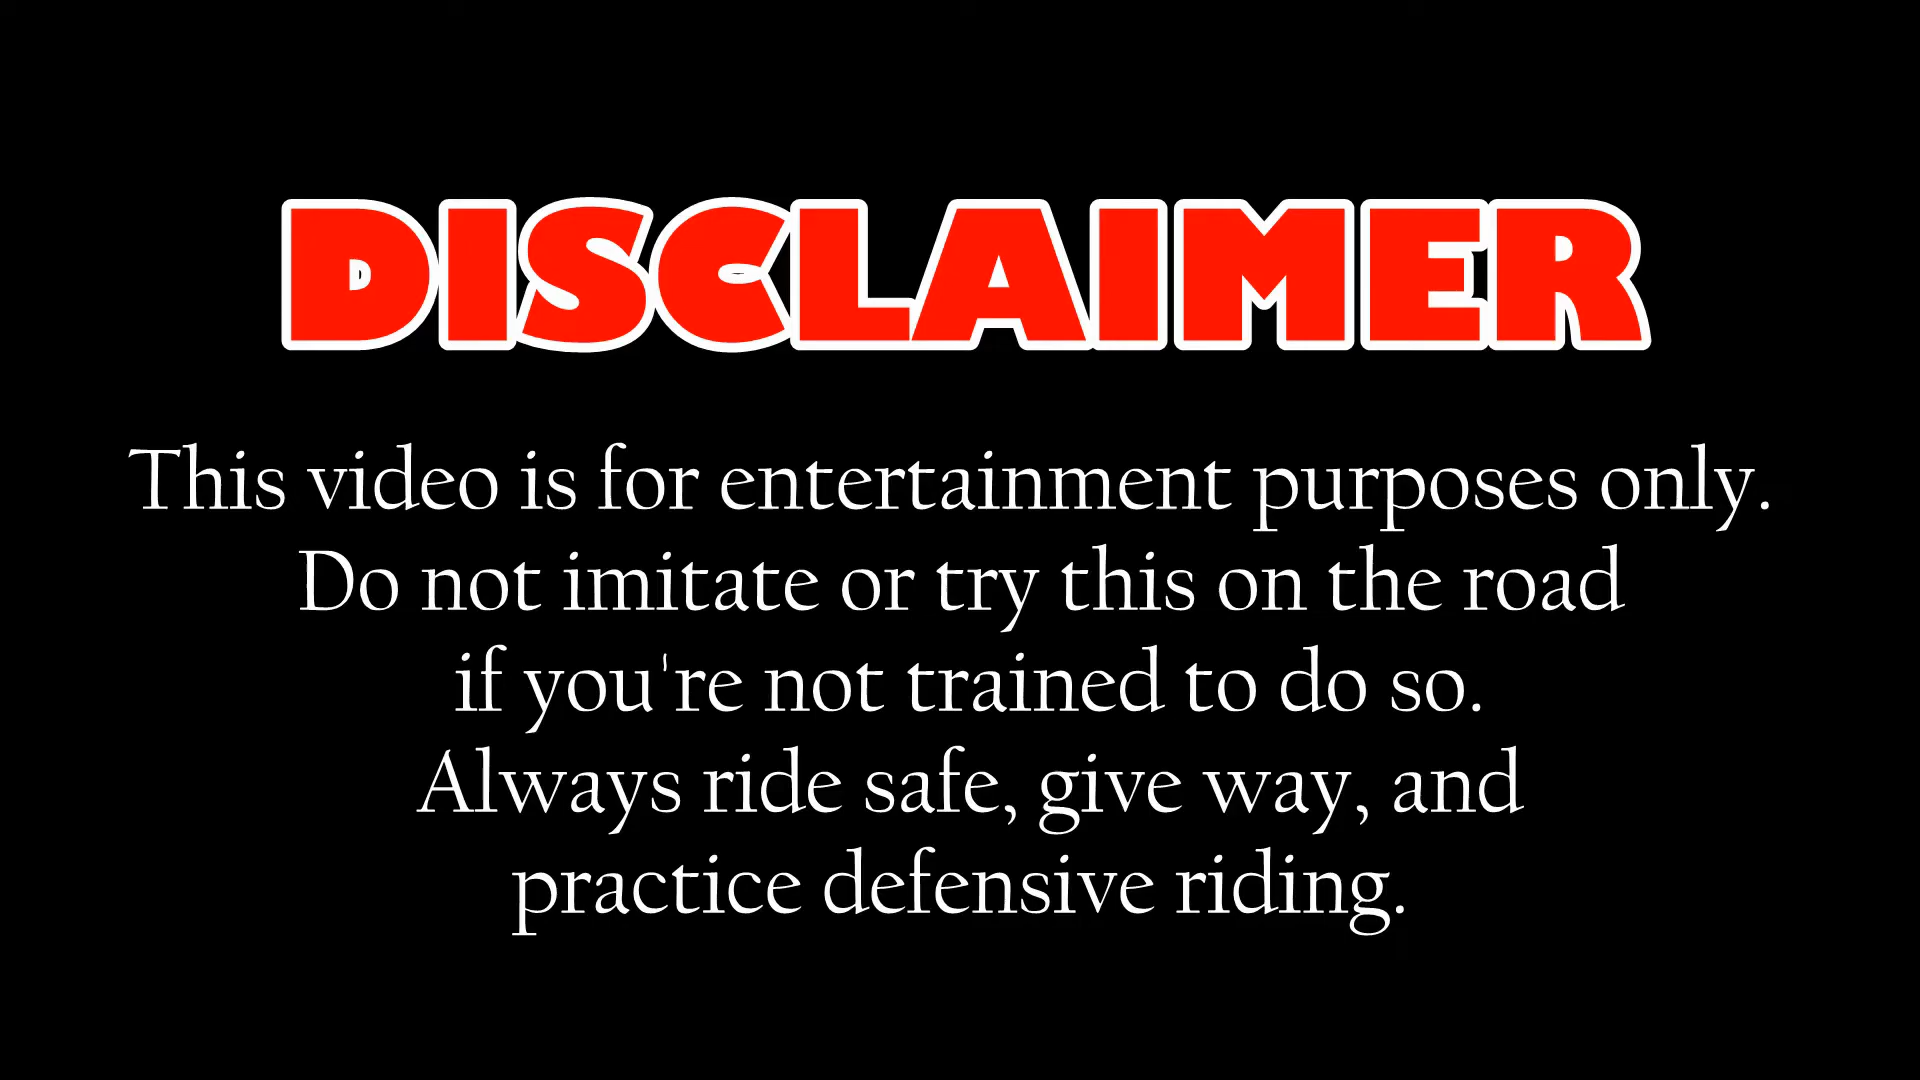 DISCLAIMER
This video is for entertainment purposes only.
Do not imitate or try this on the road
if you're not trained to do so.
Always ride safe, give way, and
practice defensive riding.